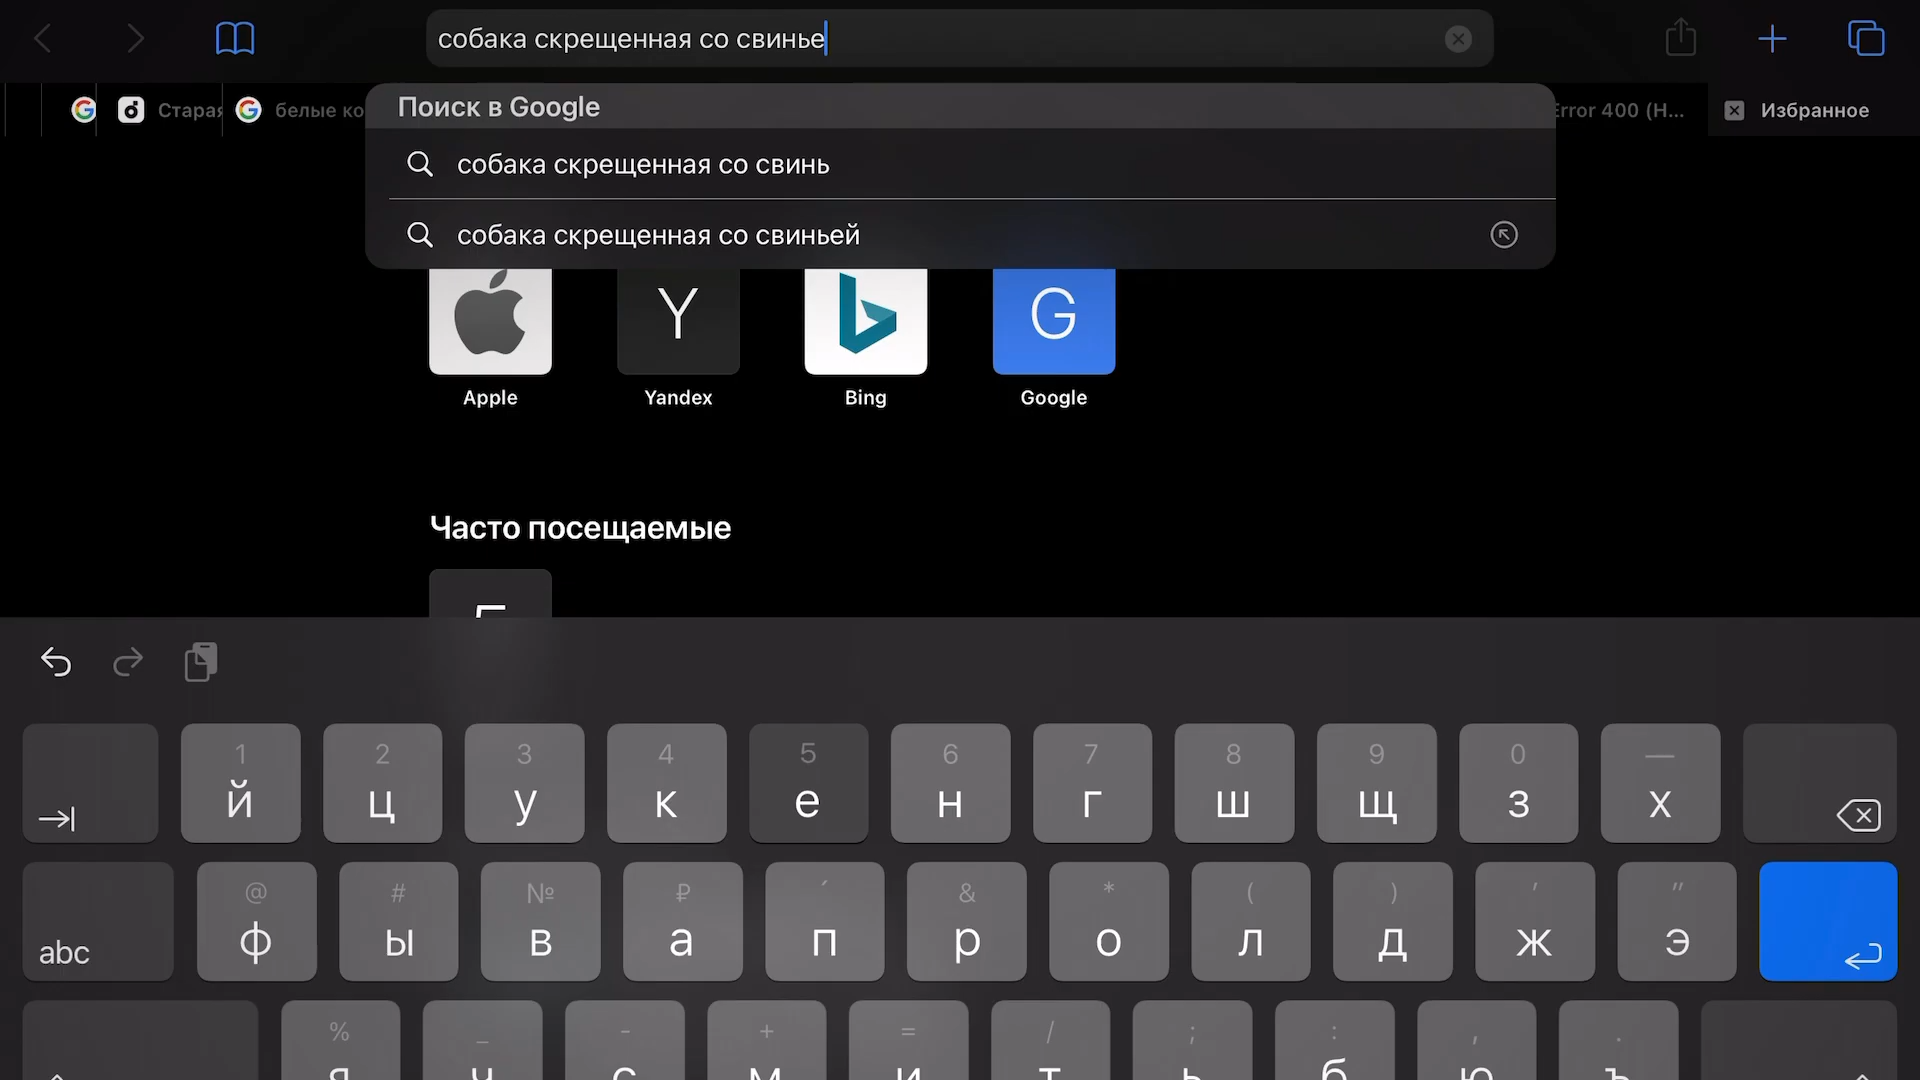 собака скрещенная со свинье
Старая
белые ко
Error 400 (H...
Избранное
Поиск в Google
собака скрещенная со свинь
собака скрещенная со свиньей
Y
G
Apple
Yandex
Bing
Google
Часто посещаемые
1 2 3 4 5 6 7 8 9 0 —
й ц у к е н г ш щ з х
@ # № ₽ ´ & * ( ) ' "
abc ф ы в а п р о л д ж э
% _ - + = / ; : , .
я ч с м и т ь б ю ъ